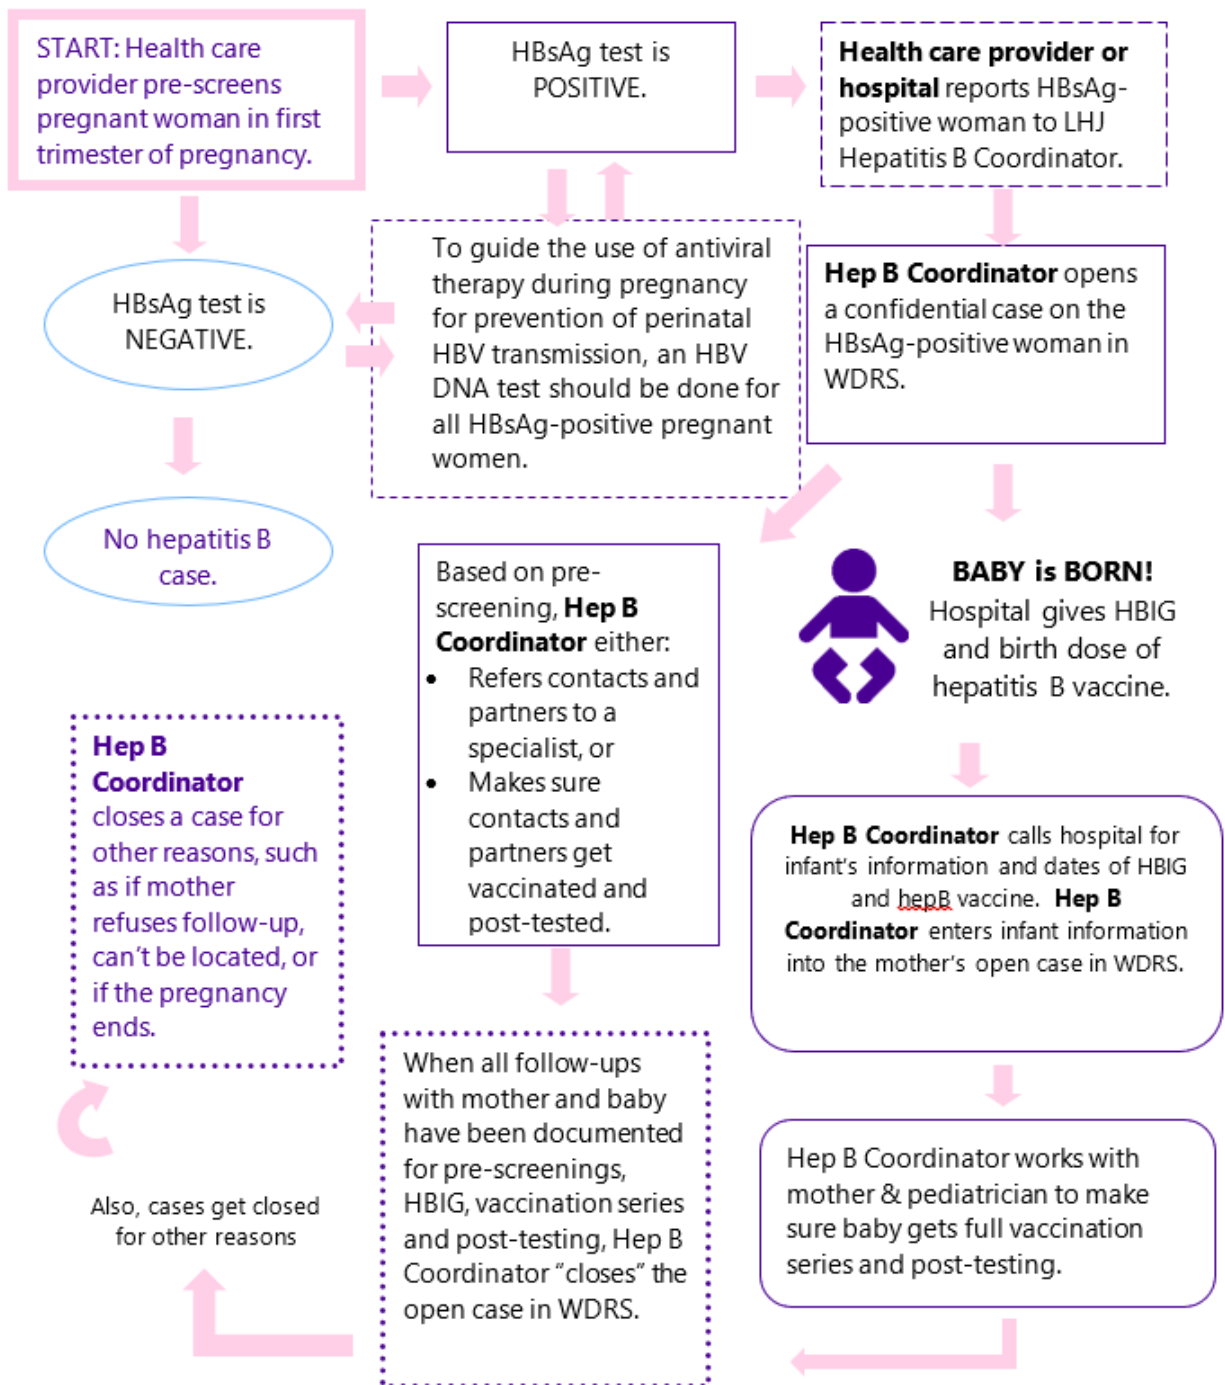 START: Health care
provider pre-screens
pregnant woman in first
trimester of pregnancy.
HBsAg test is
POSITIVE.
Health care provider or
hospital reports HBsAg-
positive woman to LHJ
Hepatitis B Coordinator.
HBsAg test is
NEGATIVE.
To guide the use of antiviral
therapy during pregnancy
for prevention of perinatal
HBV transmission, an HBV
DNA test should be done for
all HBsAg-positive pregnant
women.
Hep B Coordinator opens
a confidential case on the
HBsAg-positive woman in
WDRS.
No hepatitis B
case.
Based on pre-
screening, Hep B
Coordinator either:
• Refers contacts and
partners to a
specialist, or
• Makes sure
contacts and
partners get
vaccinated and
post-tested.
BABY is BORN!
Hospital gives HBIG
and birth dose of
hepatitis B vaccine.
Hep B Coordinator calls hospital for
infant's information and dates of HBIG
and hepB vaccine. Hep B
Coordinator enters infant information
into the mother's open case in WDRS.
Hep B Coordinator works with
mother & pediatrician to make
sure baby gets full vaccination
series and post-testing.
When all follow-ups
with mother and baby
have been documented
for pre-screenings,
HBIG, vaccination series
and post-testing, Hep B
Coordinator “closes” the
open case in WDRS.
Also, cases get closed
for other reasons
Hep B
Coordinator
closes a case for
other reasons, such
as if mother
refuses follow-up,
can't be located, or
if the pregnancy
ends.